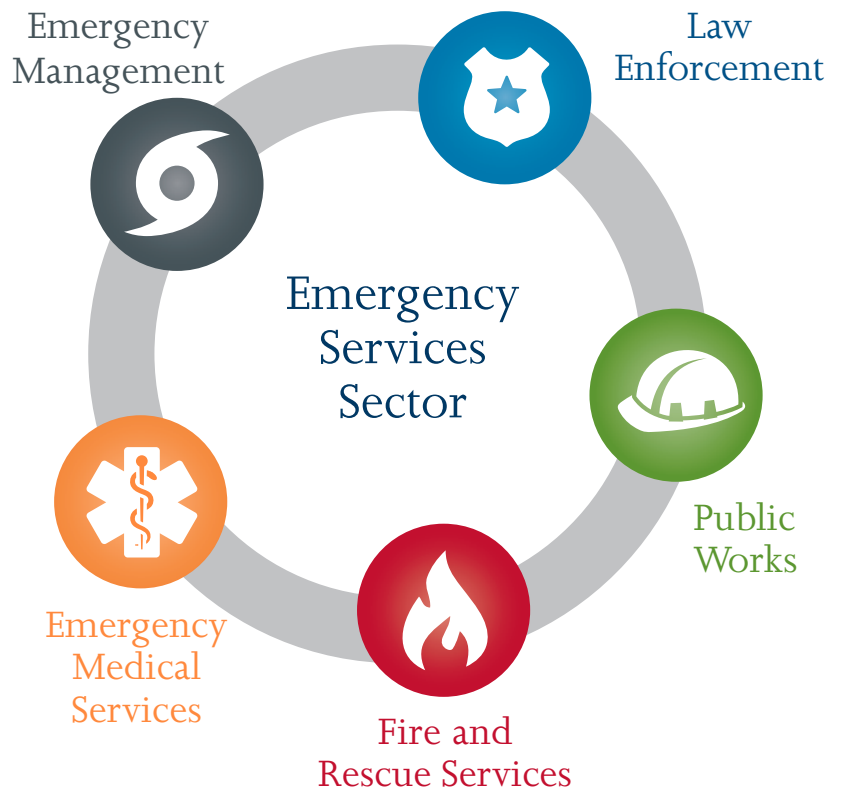 Emergency
Management
Law
Enforcement
Emergency
Services
Sector
Public
Works
Emergency
Medical
Services
Fire and
Rescue Services